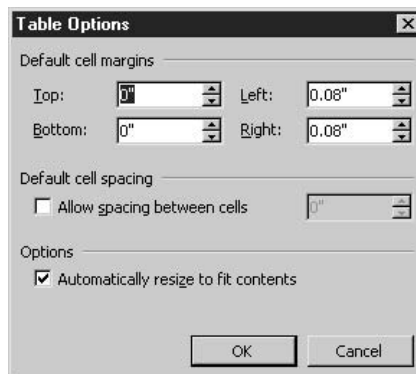 Table Options
Default cell margins
Top: 0" Left: 0.08"
Bottom: 0" Right: 0.08"
Default cell spacing
Allow spacing between cells 0"
Options
Automatically resize to fit contents
OK Cancel